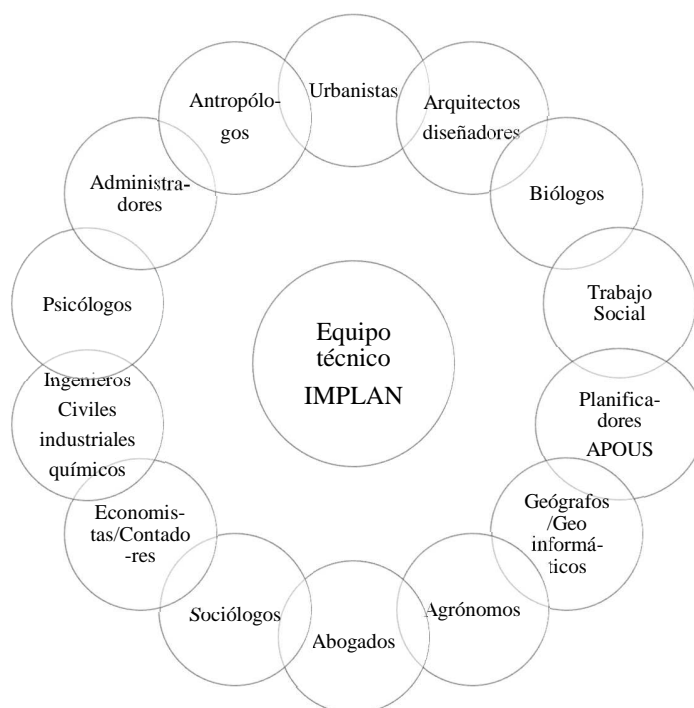 Urbanistas
Arquitectos
diseñadores
Biólogos
Trabajo
Social
Planifica-
dores
APOUS
Geógrafos
/Geo
informá-
ticos
Agrónomos
Abogados
Sociólogos
Economis-
tas/Contado
-res
Ingenieros
Civiles
industriales
químicos
Psicólogos
Administra-
dores
Antropólo-
gos
Equipo
técnico
IMPLAN